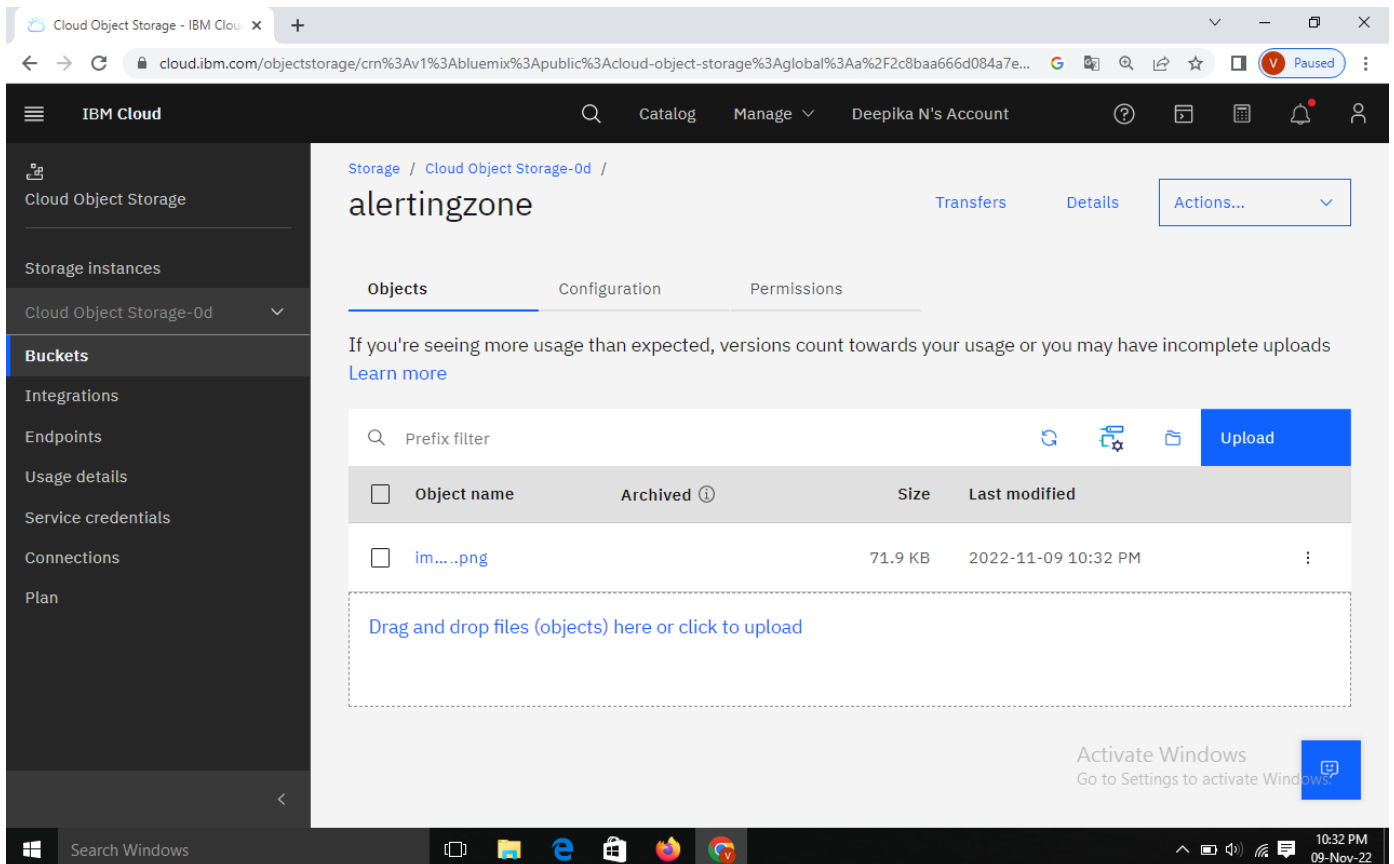 Cloud Object Storage - IBM Clou
cloud.ibm.com/objectstorage/crn%3Av1%3Abluemix%3Apublic%3Acloud-object-storage%3Aglobal%3Aa%2F2c8baa666d084a7e...
V Paused
IBM Cloud
Catalog
Manage
Deepika N's Account
Cloud Object Storage
Storage instances
Cloud Object Storage-0d
Buckets
Integrations
Endpoints
Usage details
Service credentials
Connections
Plan
Storage / Cloud Object Storage-0d /
alertingzone
Transfers
Details
Actions...
Objects
Configuration
Permissions
If you're seeing more usage than expected, versions count towards your usage or you may have incomplete uploads
Learn more
Prefix filter
Upload
Object name Archived Size Last modified
im.....png 71.9 KB 2022-11-09 10:32 PM
Drag and drop files (objects) here or click to upload
Activate Windows
Go to Settings to activate Windows.
Search Windows
10:32 PM
09-Nov-22